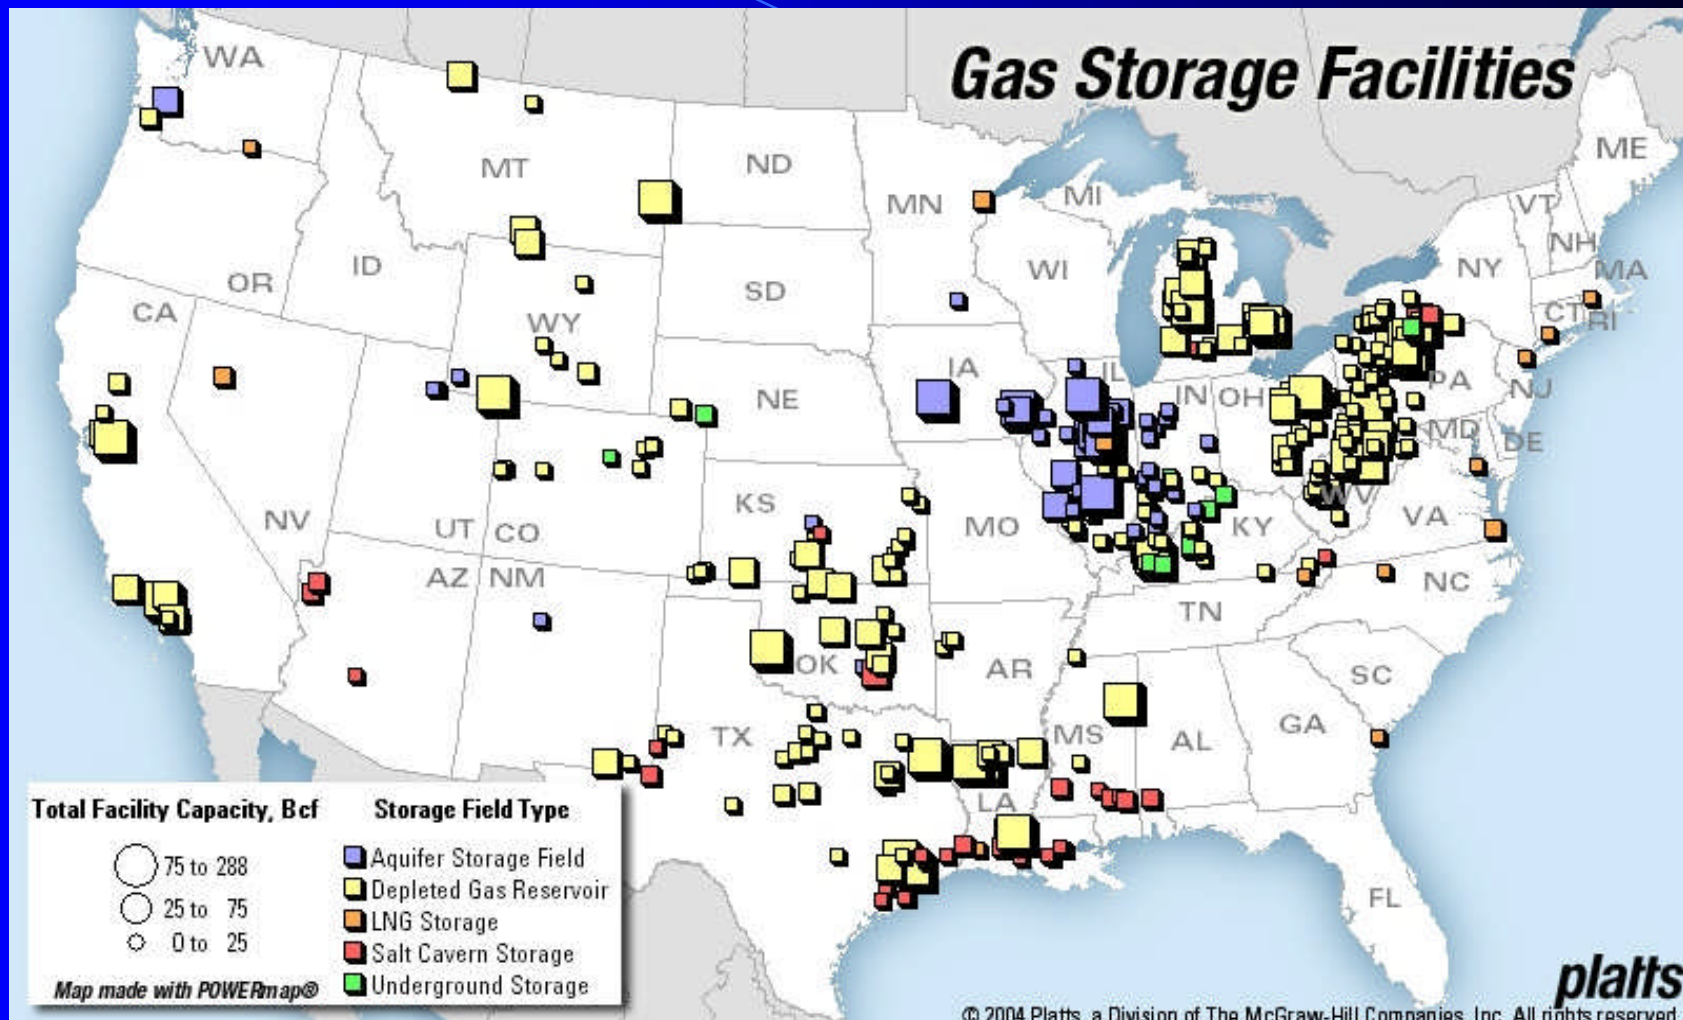 Gas Storage Facilities
WA
MT
ND
MN
MI
ME
VT
NH
OR
ID
SD
WI
NY
MA
CA
WY
CT
RI
IA
IL
IN
OH
PA
NJ
NE
MD
DE
NV
UT
CO
KS
MO
KY
WV
VA
AZ
NM
TN
NC
OK
AR
SC
TX
MS
AL
GA
LA
FL
Total Facility Capacity, Bcf
75 to 288
25 to 75
0 to 25
Map made with POWERmap®
Storage Field Type
Aquifer Storage Field
Depleted Gas Reservoir
LNG Storage
Salt Cavern Storage
Underground Storage
platts
© 2004 Platts, a Division of The McGraw-Hill Companies, Inc. All rights reserved.